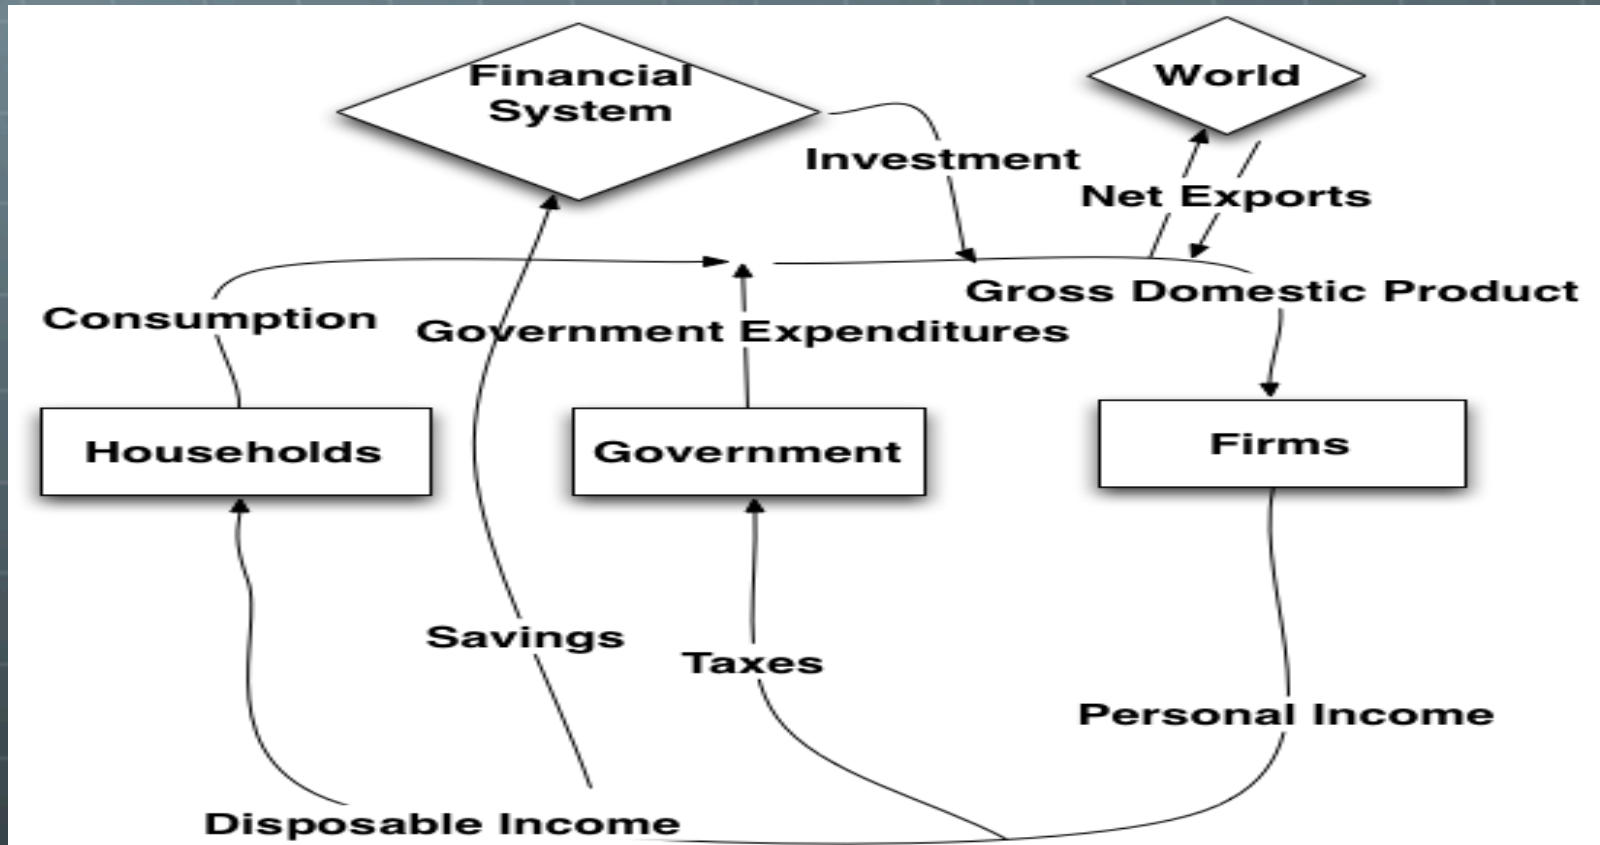 Financial
System
World
Investment
Net Exports
Gross Domestic Product
Consumption
Government Expenditures
Households
Government
Firms
Savings
Taxes
Personal Income
Disposable Income